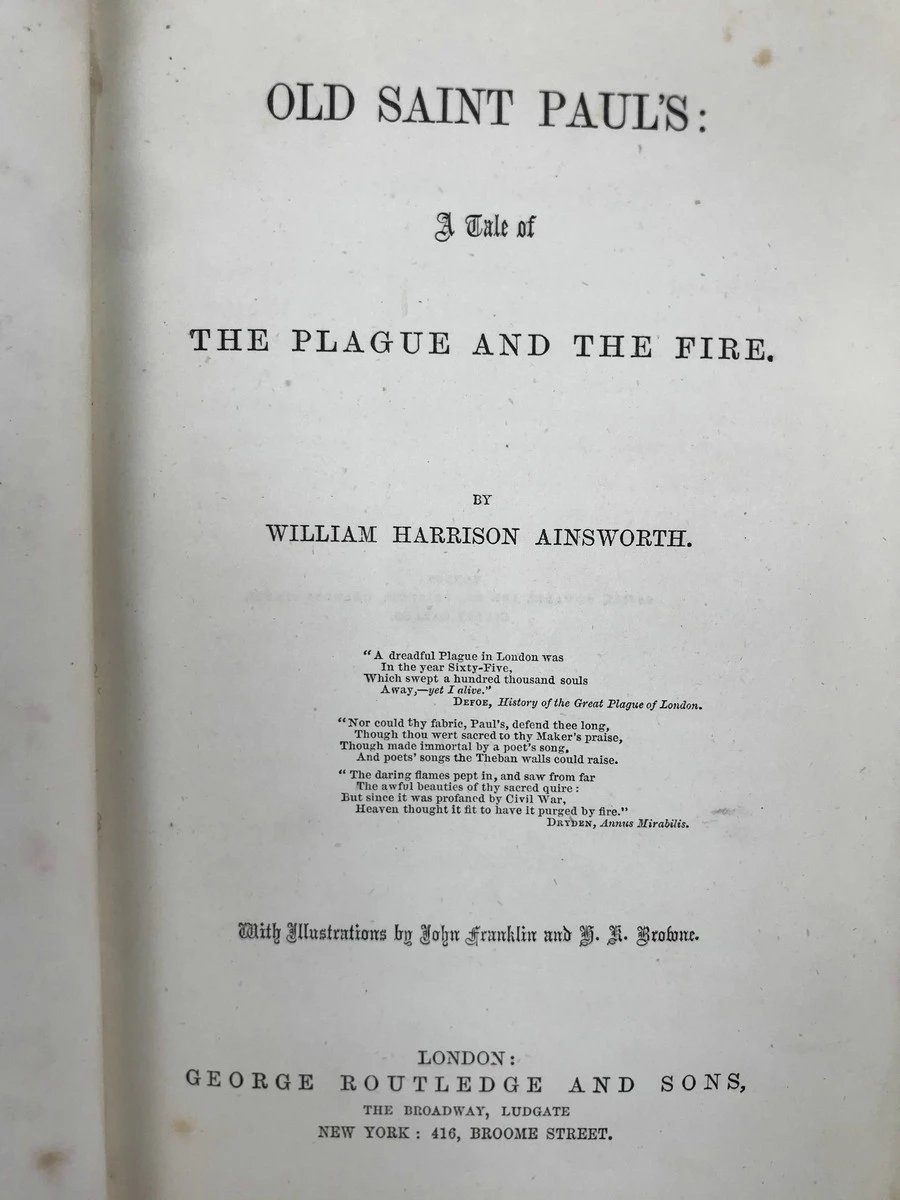 OLD SAINT PAUL'S:
A Tale of
THE PLAGUE AND THE FIRE.
BY
WILLIAM HARRISON AINSWORTH.
"A dreadful Plague in London was
In the year Sixty-Five,
Which swept a hundred thousand souls
Away,—yet I alive."
DEFOE, History of the Great Plague of London.
"Nor could thy fabric, Paul's, defend thee long,
Though thou wert sacred to thy Maker's praise,
Though made immortal by a poet's song,
And poets' songs the Theban walls could raise.
"The daring flames pept in, and saw from far
The awful beauties of thy sacred quire:
But since it was profaned by Civil War,
Heaven thought it fit to have it purged by fire."
DRYDEN, Annus Mirabilis.
With Illustrations by John Franklin and H. K. Browne.
LONDON:
GEORGE ROUTLEDGE AND SONS,
THE BROADWAY, LUDGATE
NEW YORK: 416, BROOME STREET.